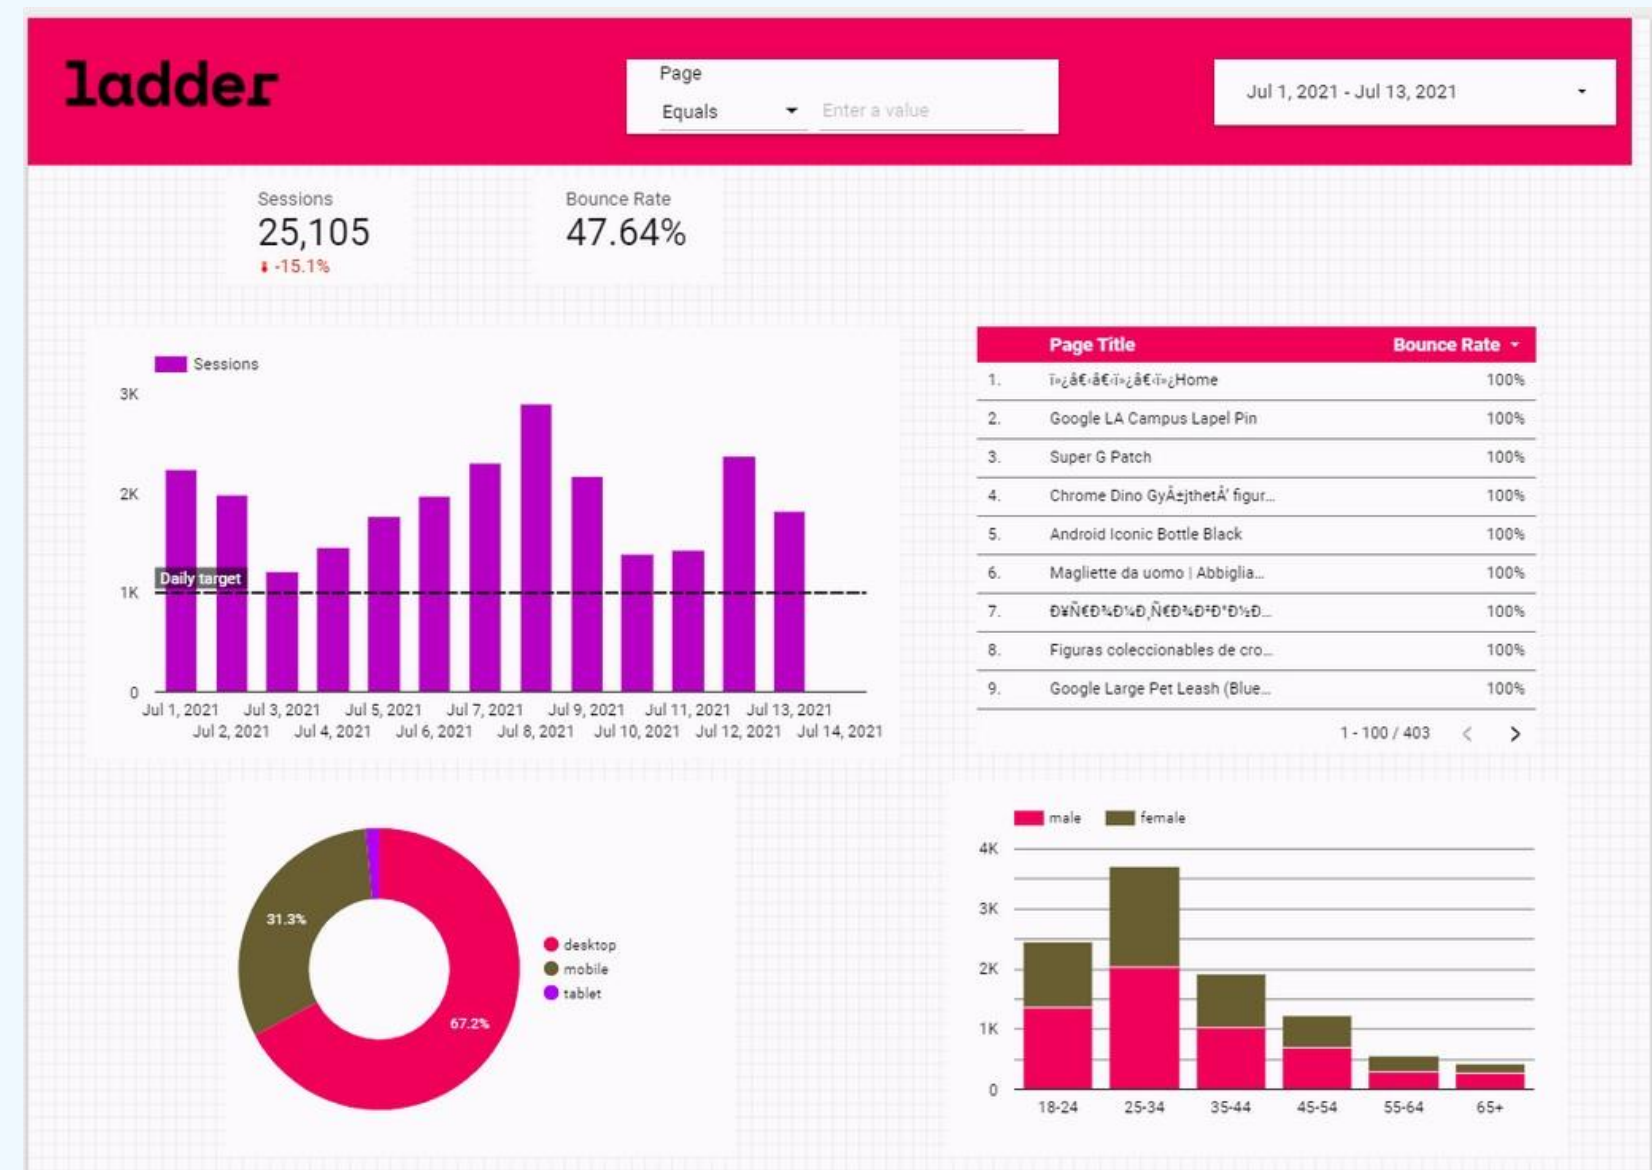 ladder
Page
Equals Enter a value
Jul 1, 2021 - Jul 13, 2021
Sessions
25,105
-15.1%
Bounce Rate
47.64%
Sessions
3K
2K
1K
0
Daily target
Jul 1, 2021 Jul 3, 2021 Jul 5, 2021 Jul 7, 2021 Jul 9, 2021 Jul 11, 2021 Jul 13, 2021
Jul 2, 2021 Jul 4, 2021 Jul 6, 2021 Jul 8, 2021 Jul 10, 2021 Jul 12, 2021 Jul 14, 2021
Page Title Bounce Rate
1. Home 100%
2. Google LA Campus Lapel Pin 100%
3. Super G Patch 100%
4. Chrome Dino GyÅ±jthetÅ‘ figur... 100%
5. Android Iconic Bottle Black 100%
6. Magliette da uomo | Abbiglia... 100%
7. 100%
8. Figuras coleccionables de cro... 100%
9. Google Large Pet Leash (Blue... 100%
1 - 100 / 403
31.3%
67.2%
desktop
mobile
tablet
male female
4K
3K
2K
1K
0
18-24 25-34 35-44 45-54 55-64 65+